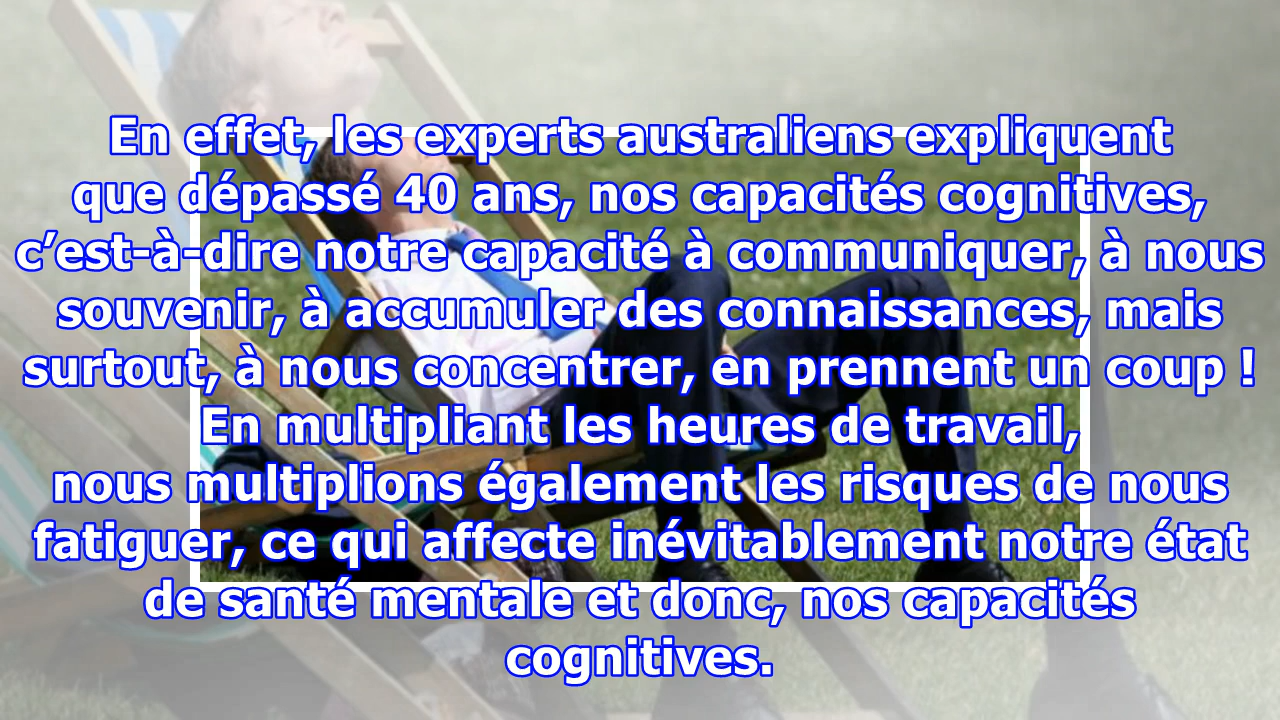 En effet, les experts australiens expliquent
que dépassé 40 ans, nos capacités cognitives,
c’est-à-dire notre capacité à communiquer, à nous
souvenir, à accumuler des connaissances, mais
surtout, à nous concentrer, en prennent un coup !
En multipliant les heures de travail,
nous multiplions également les risques de nous
fatiguer, ce qui affecte inévitablement notre état
de santé mentale et donc, nos capacités
cognitives.